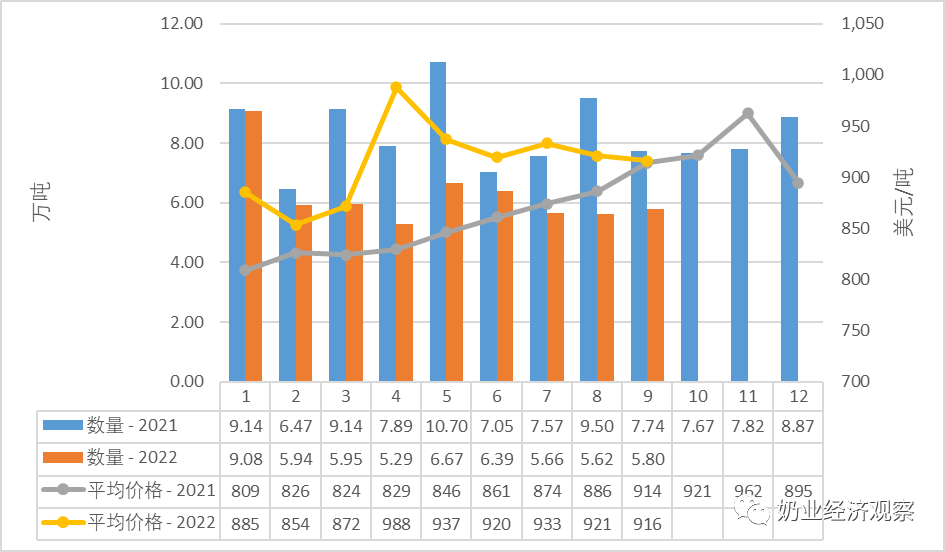 12.00 1,050
10.00 1,000
950
8.00 900
6.00 850
4.00 800
2.00 750
0.00 700
万吨
美元/吨
1 2 3 4 5 6 7 8 9 10 11 12
数量 - 2021 9.14 6.47 9.14 7.89 10.70 7.05 7.57 9.50 7.74 7.67 7.82 8.87
数量 - 2022 9.08 5.94 5.95 5.29 6.67 6.39 5.66 5.62 5.80
平均价格 - 2021 809 826 824 829 846 861 874 886 914 921 962 895
平均价格 - 2022 885 854 872 988 937 920 933 921 916
奶业经济观察